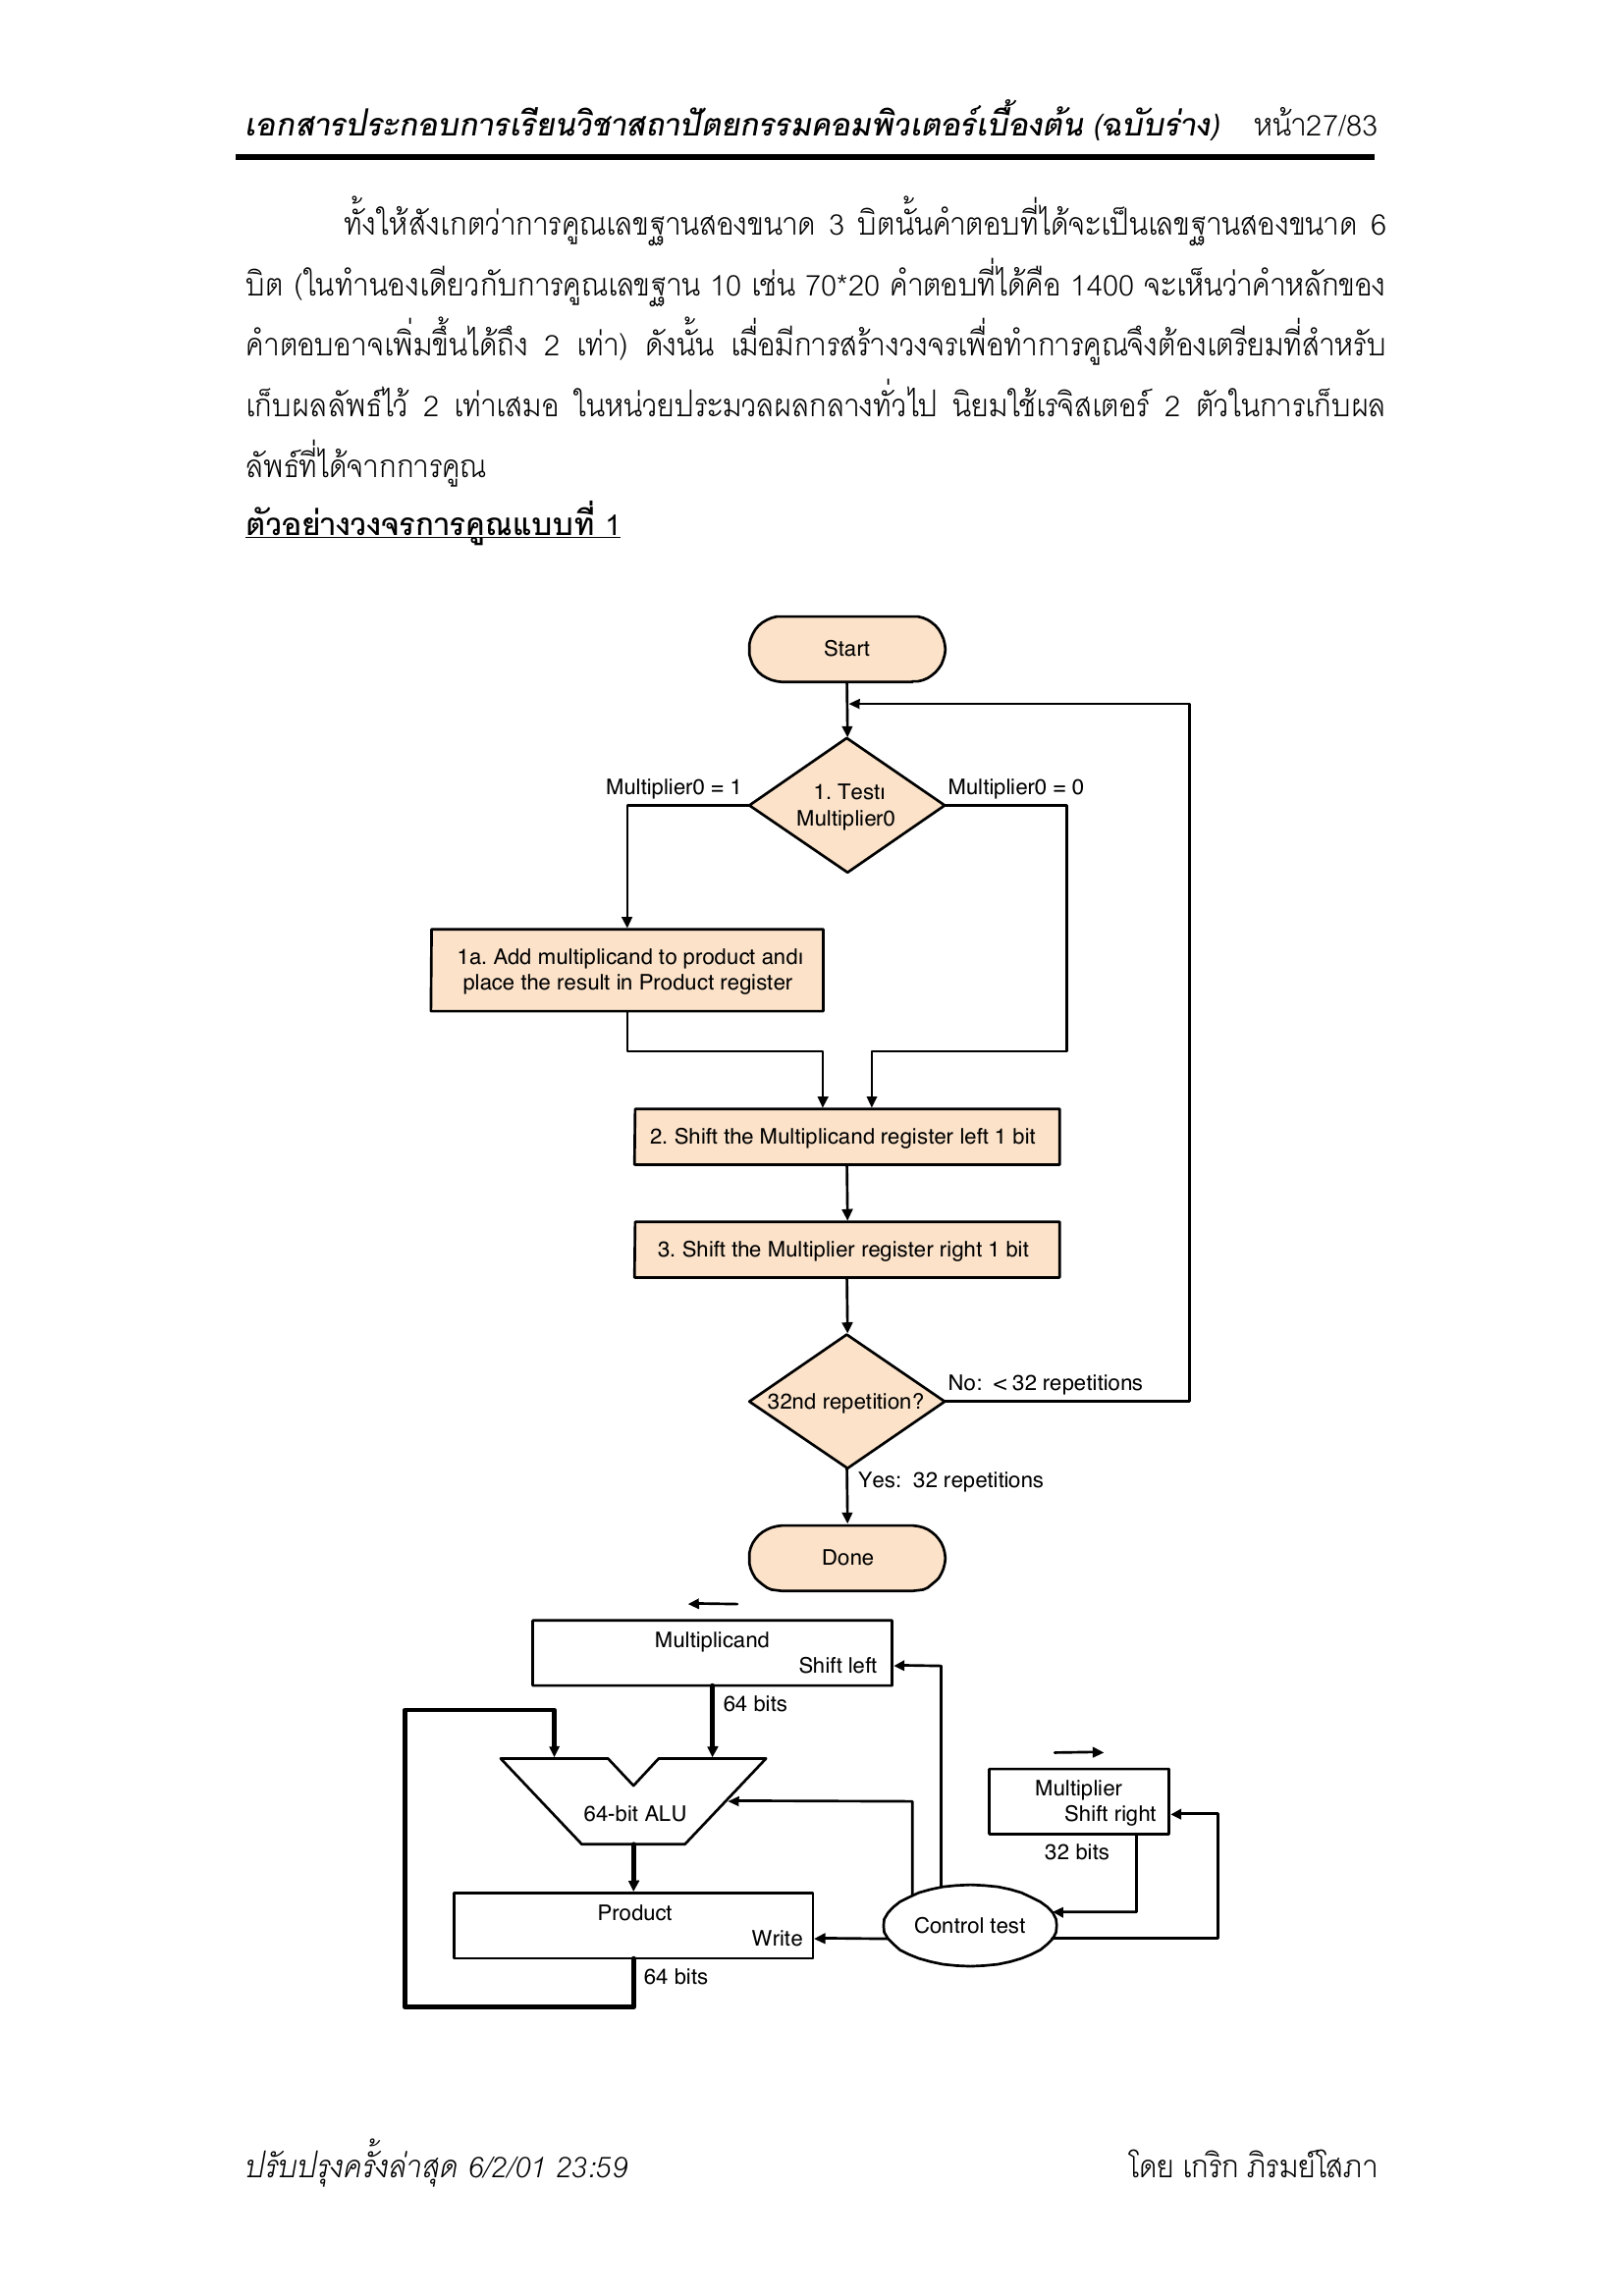 เอกสารประกอบการเรียนวิชาสถาปัตยกรรมคอมพิวเตอร์เบื้องต้น (ฉบับร่าง) หน้า27/83
ทั้งให้สังเกตว่าการคูณเลขฐานสองขนาด 3 บิตนั้นคำตอบที่ได้จะเป็นเลขฐานสองขนาด 6
บิต (ในทำนองเดียวกับการคูณเลขฐาน 10 เช่น 70*20 คำตอบที่ได้คือ 1400 จะเห็นว่าคำหลักของ
คำตอบอาจเพิ่มขึ้นได้ถึง 2 เท่า) ดังนั้น เมื่อมีการสร้างวงจรเพื่อทำการคูณจึงต้องเตรียมที่สำหรับ
เก็บผลลัพธ์ไว้ 2 เท่าเสมอ ในหน่วยประมวลผลกลางทั่วไป นิยมใช้เรจิสเตอร์ 2 ตัวในการเก็บผล
ลัพธ์ที่ได้จากการคูณ
ตัวอย่างวงจรการคูณแบบที่ 1
Start
Multiplier0 = 1
1. Testı
Multiplier0
Multiplier0 = 0
1a. Add multiplicand to product andı
place the result in Product register
2. Shift the Multiplicand register left 1 bit
3. Shift the Multiplier register right 1 bit
32nd repetition?
No: < 32 repetitions
Yes: 32 repetitions
Done
Multiplicand
Shift left
64 bits
64-bit ALU
Multiplier
Shift right
32 bits
Product
Write
Control test
64 bits
ปรับปรุงครั้งล่าสุด 6/2/01 23:59
โดย เกริก ภิรมย์โสภา